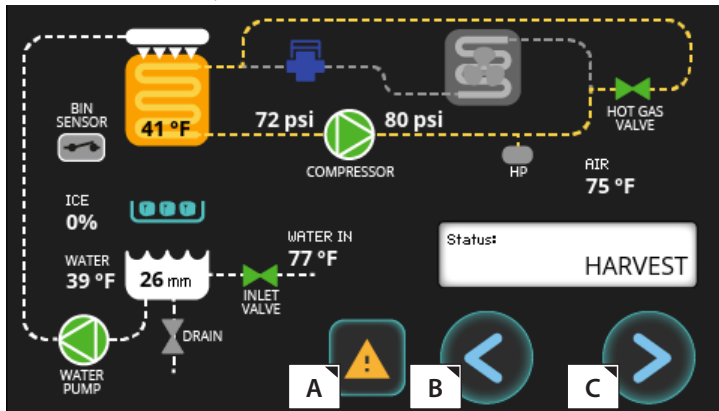 BIN
SENSOR
41 °F
72 psi
80 psi
COMPRESSOR
HP
HOT GAS
VALVE
AIR
75 °F
ICE
0%
WATER
39 °F
26 mm
WATER IN
77 °F
INLET
VALVE
DRAIN
WATER
PUMP
Status:
HARVEST
A
B
C